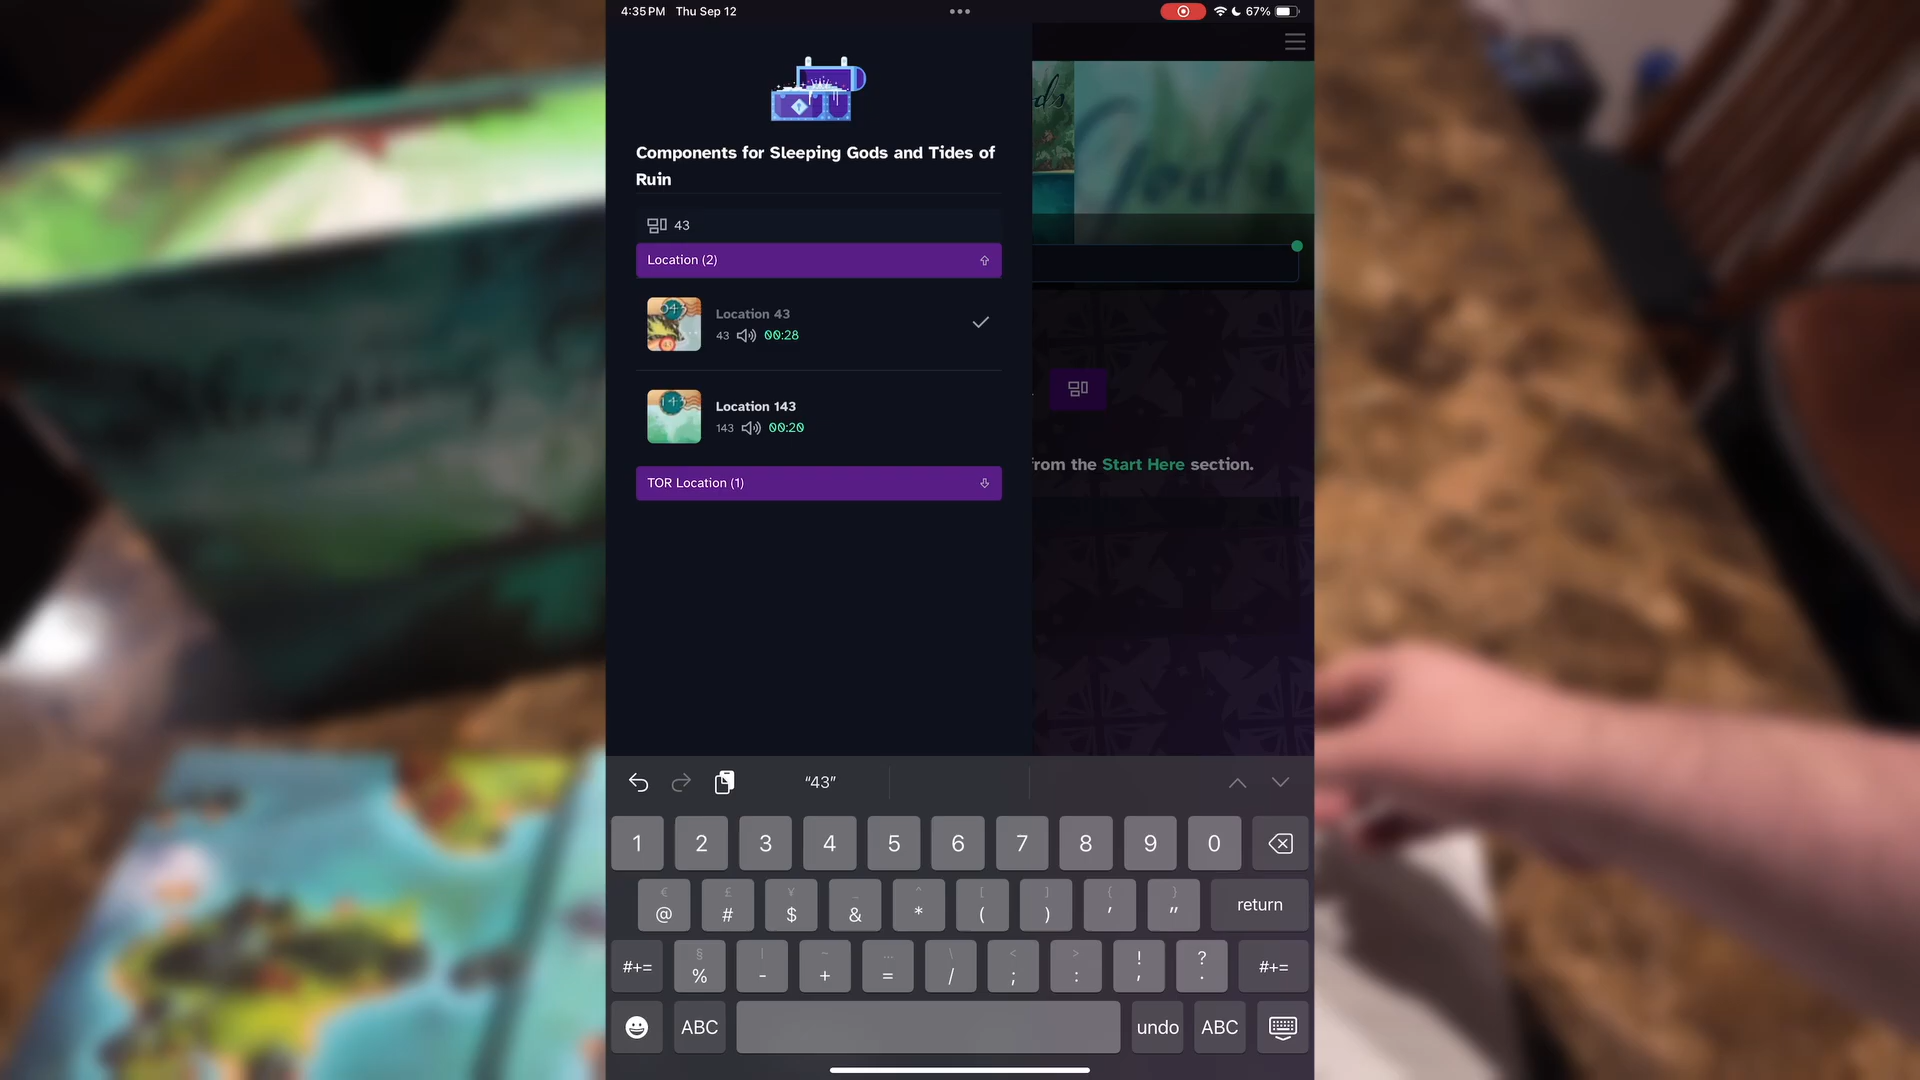 4:35 PM Thu Sep 12
67%
Components for Sleeping Gods and Tides of
Ruin
43
Location (2)
Location 43
43 00:28
Location 143
143 00:20
TOR Location (1)
from the Start Here section.
"43"
1 2 3 4 5 6 7 8 9 0
€ £ ¥ _ ^ [ ] { }
@ # $ & * ( ) ' " return
§ | ~ … \ < > ! ?
#+= % - + = / ; : , . #+=
ABC undo ABC